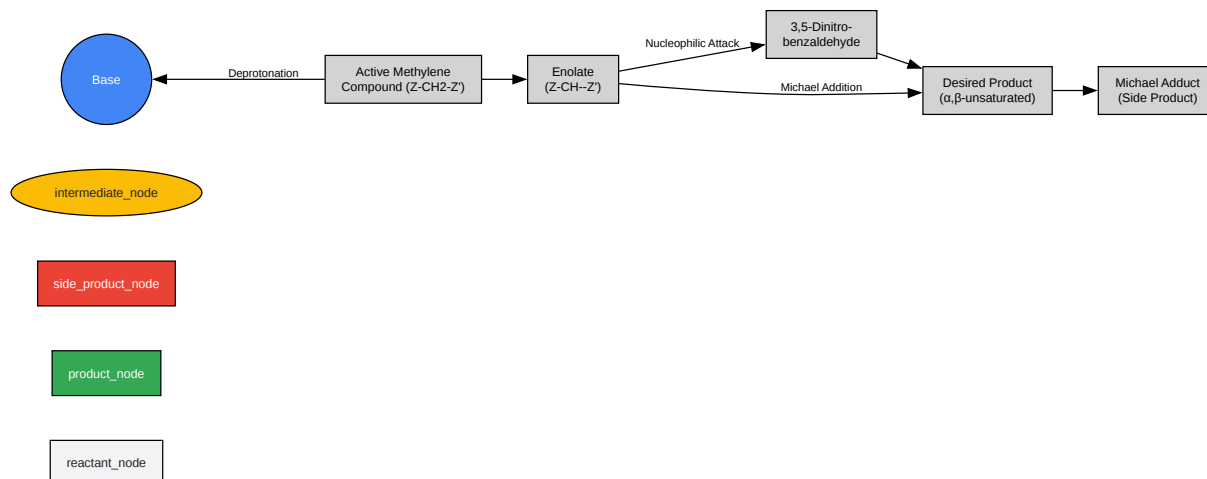 3,5-Dinitro-
benzaldehyde
Nucleophilic Attack
Base
Deprotonation
Active Methylene
Compound (Z-CH2-Z')
Enolate
(Z-CH--Z')
Michael Addition
Desired Product
(α,β-unsaturated)
Michael Adduct
(Side Product)
intermediate_node
side_product_node
product_node
reactant_node